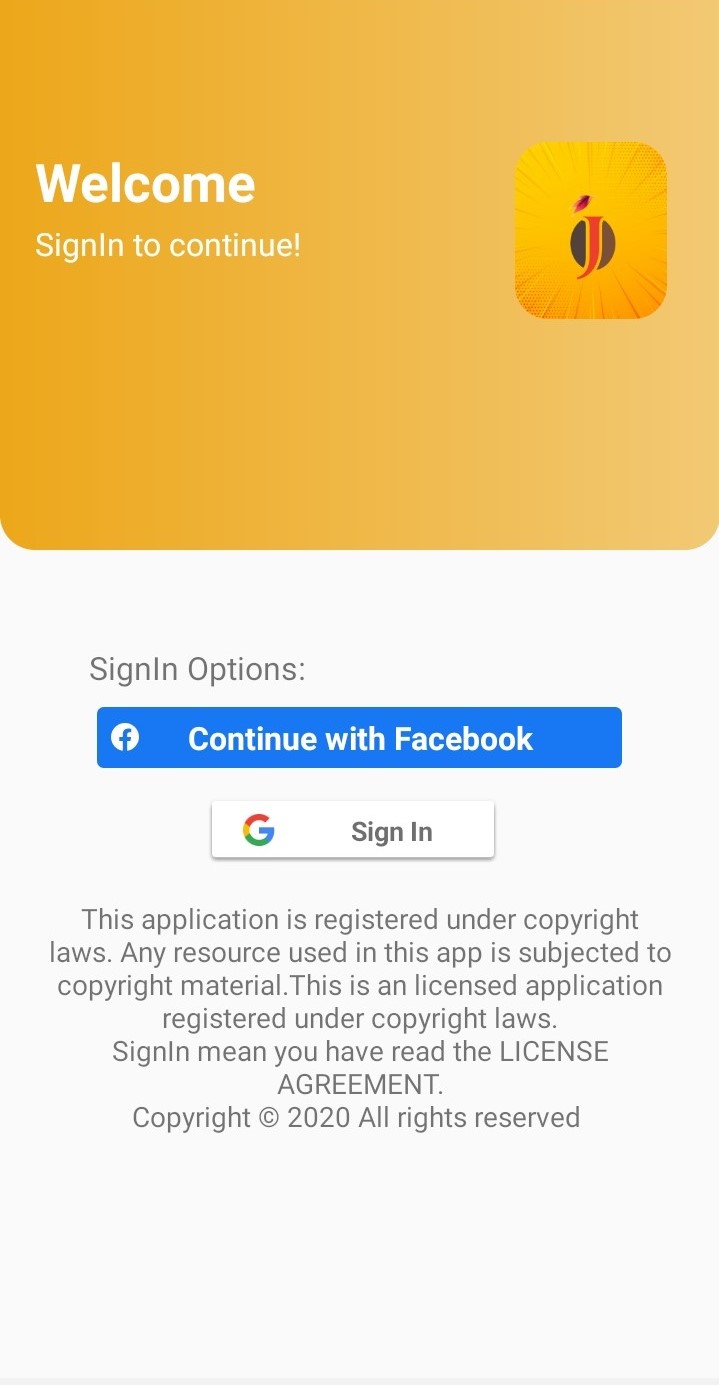 Welcome
SignIn to continue!
J
SignIn Options:
Continue with Facebook
Sign In
This application is registered under copyright
laws. Any resource used in this app is subjected to
copyright material.This is an licensed application
registered under copyright laws.
SignIn mean you have read the LICENSE
AGREEMENT.
Copyright © 2020 All rights reserved